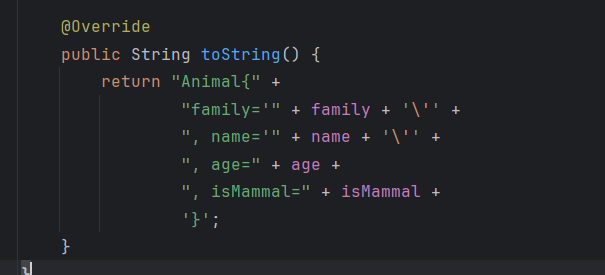 @Override
public String toString() {
return "Animal{" +
"family='" + family + '\'' +
", name='" + name + '\'' +
", age=" + age +
", isMammal=" + isMammal +
'}';
}
}